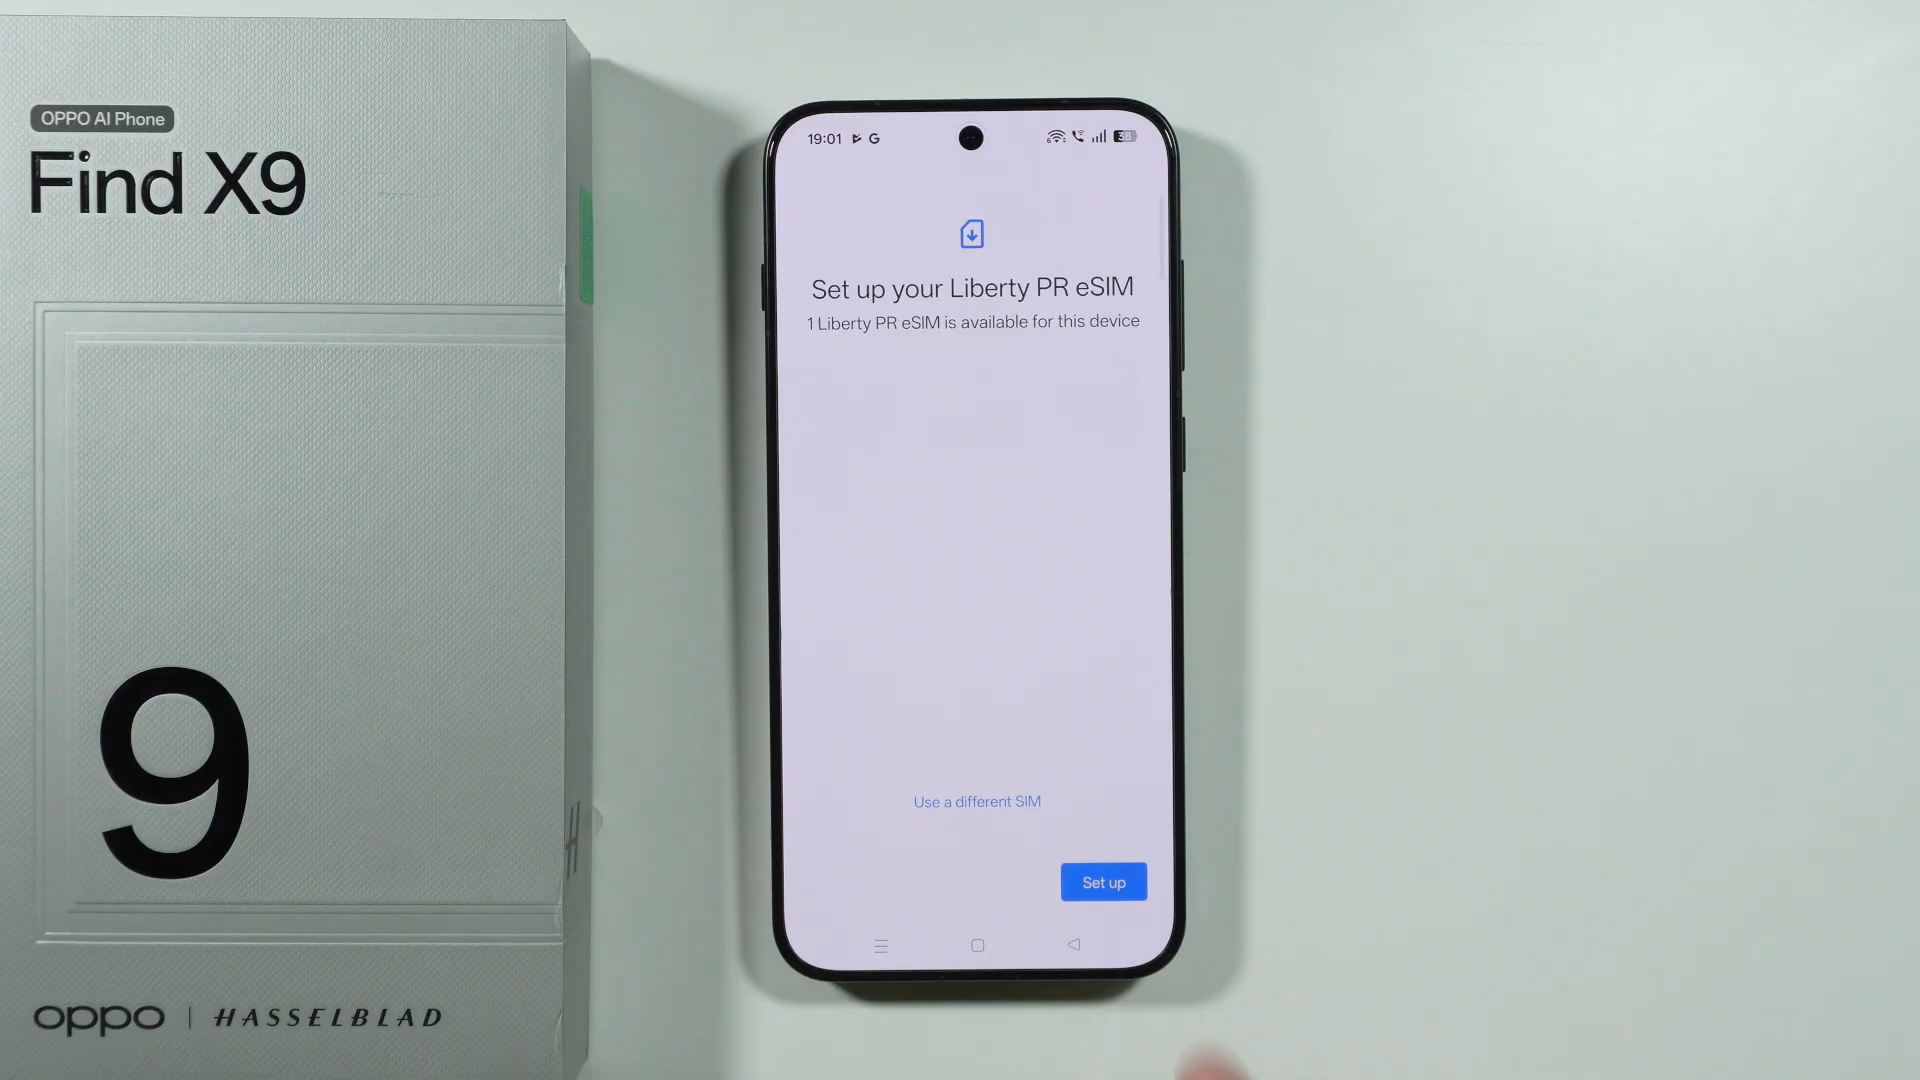 OPPO AI Phone
Find X9
9
oppo | HASSELBLAD
H
19:01
38
Set up your Liberty PR eSIM
1 Liberty PR eSIM is available for this device
Use a different SIM
Set up